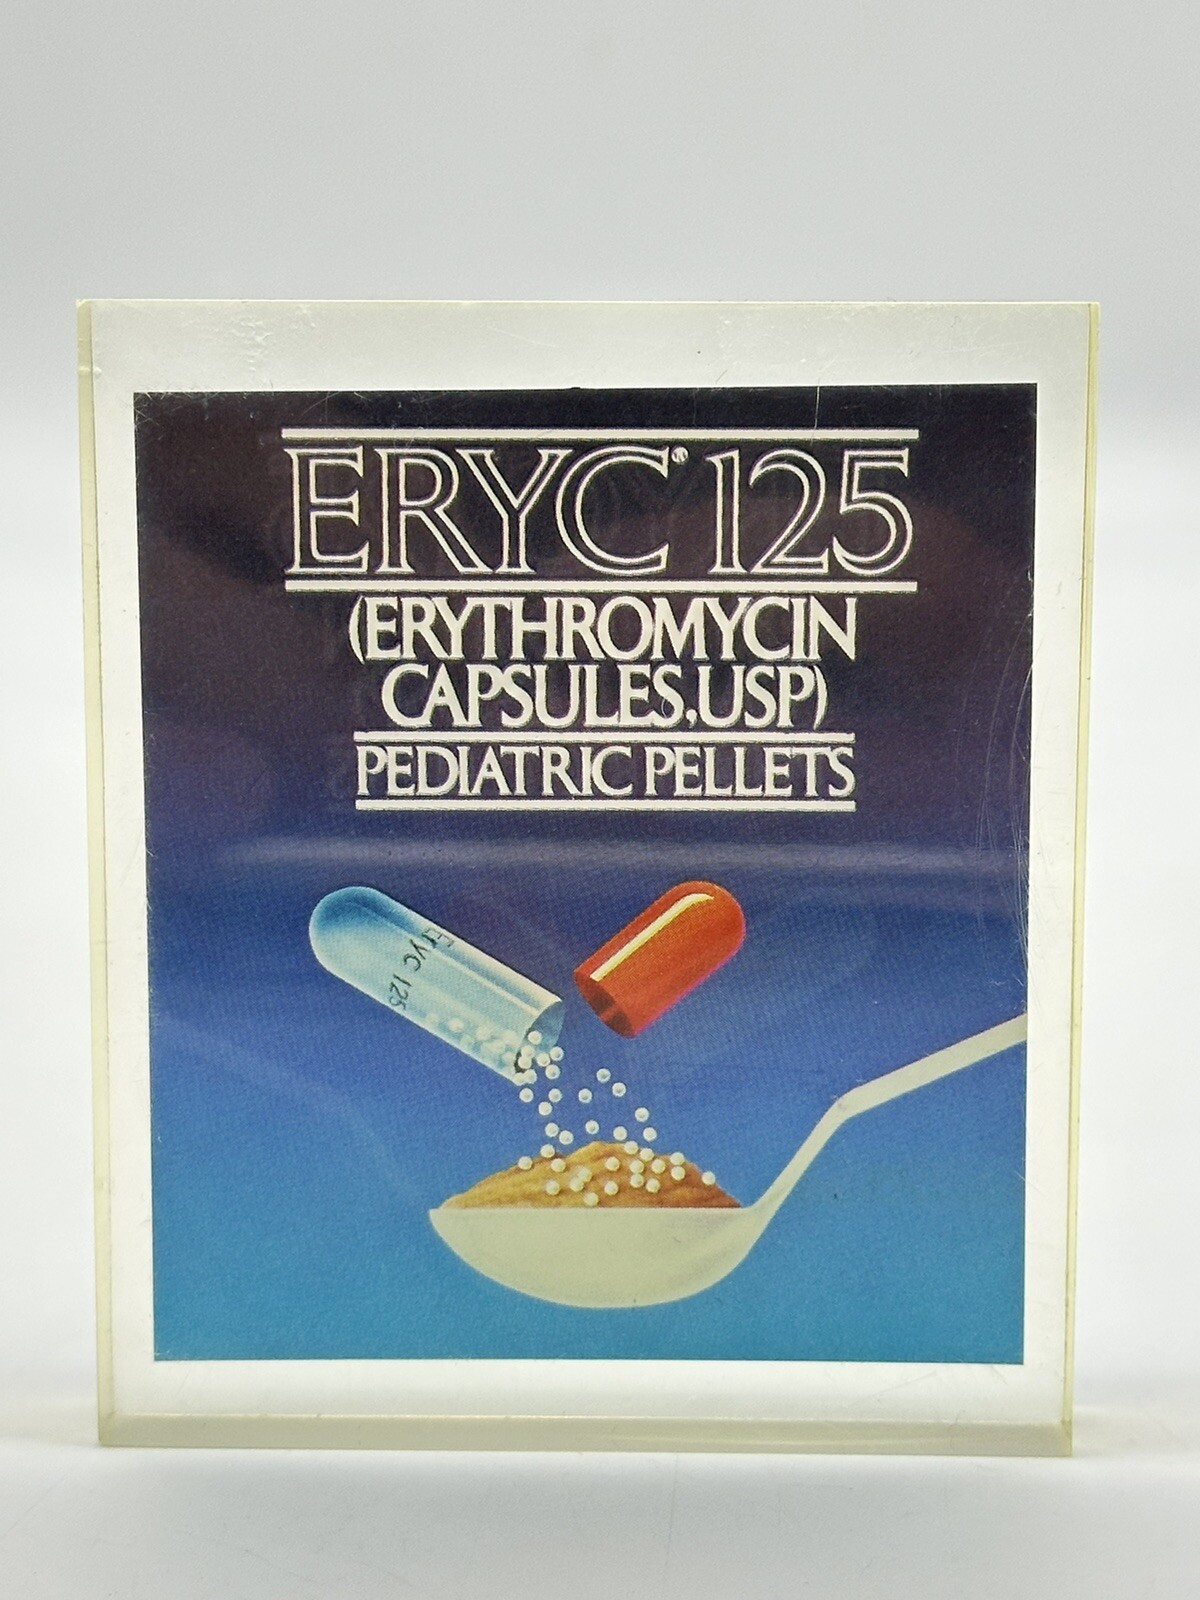 ERYC® 125
(ERYTHROMYCIN
CAPSULES, USP)
PEDIATRIC PELLETS
ERYC 125